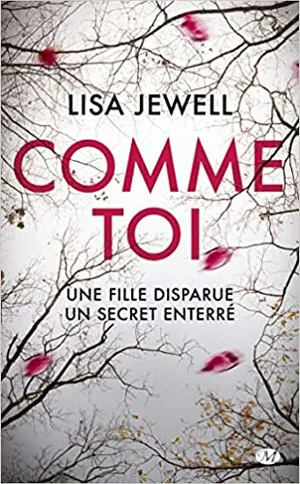 LISA JEWELL
COMME
TOI
UNE FILLE DISPARUE
UN SECRET ENTERRÉ
M